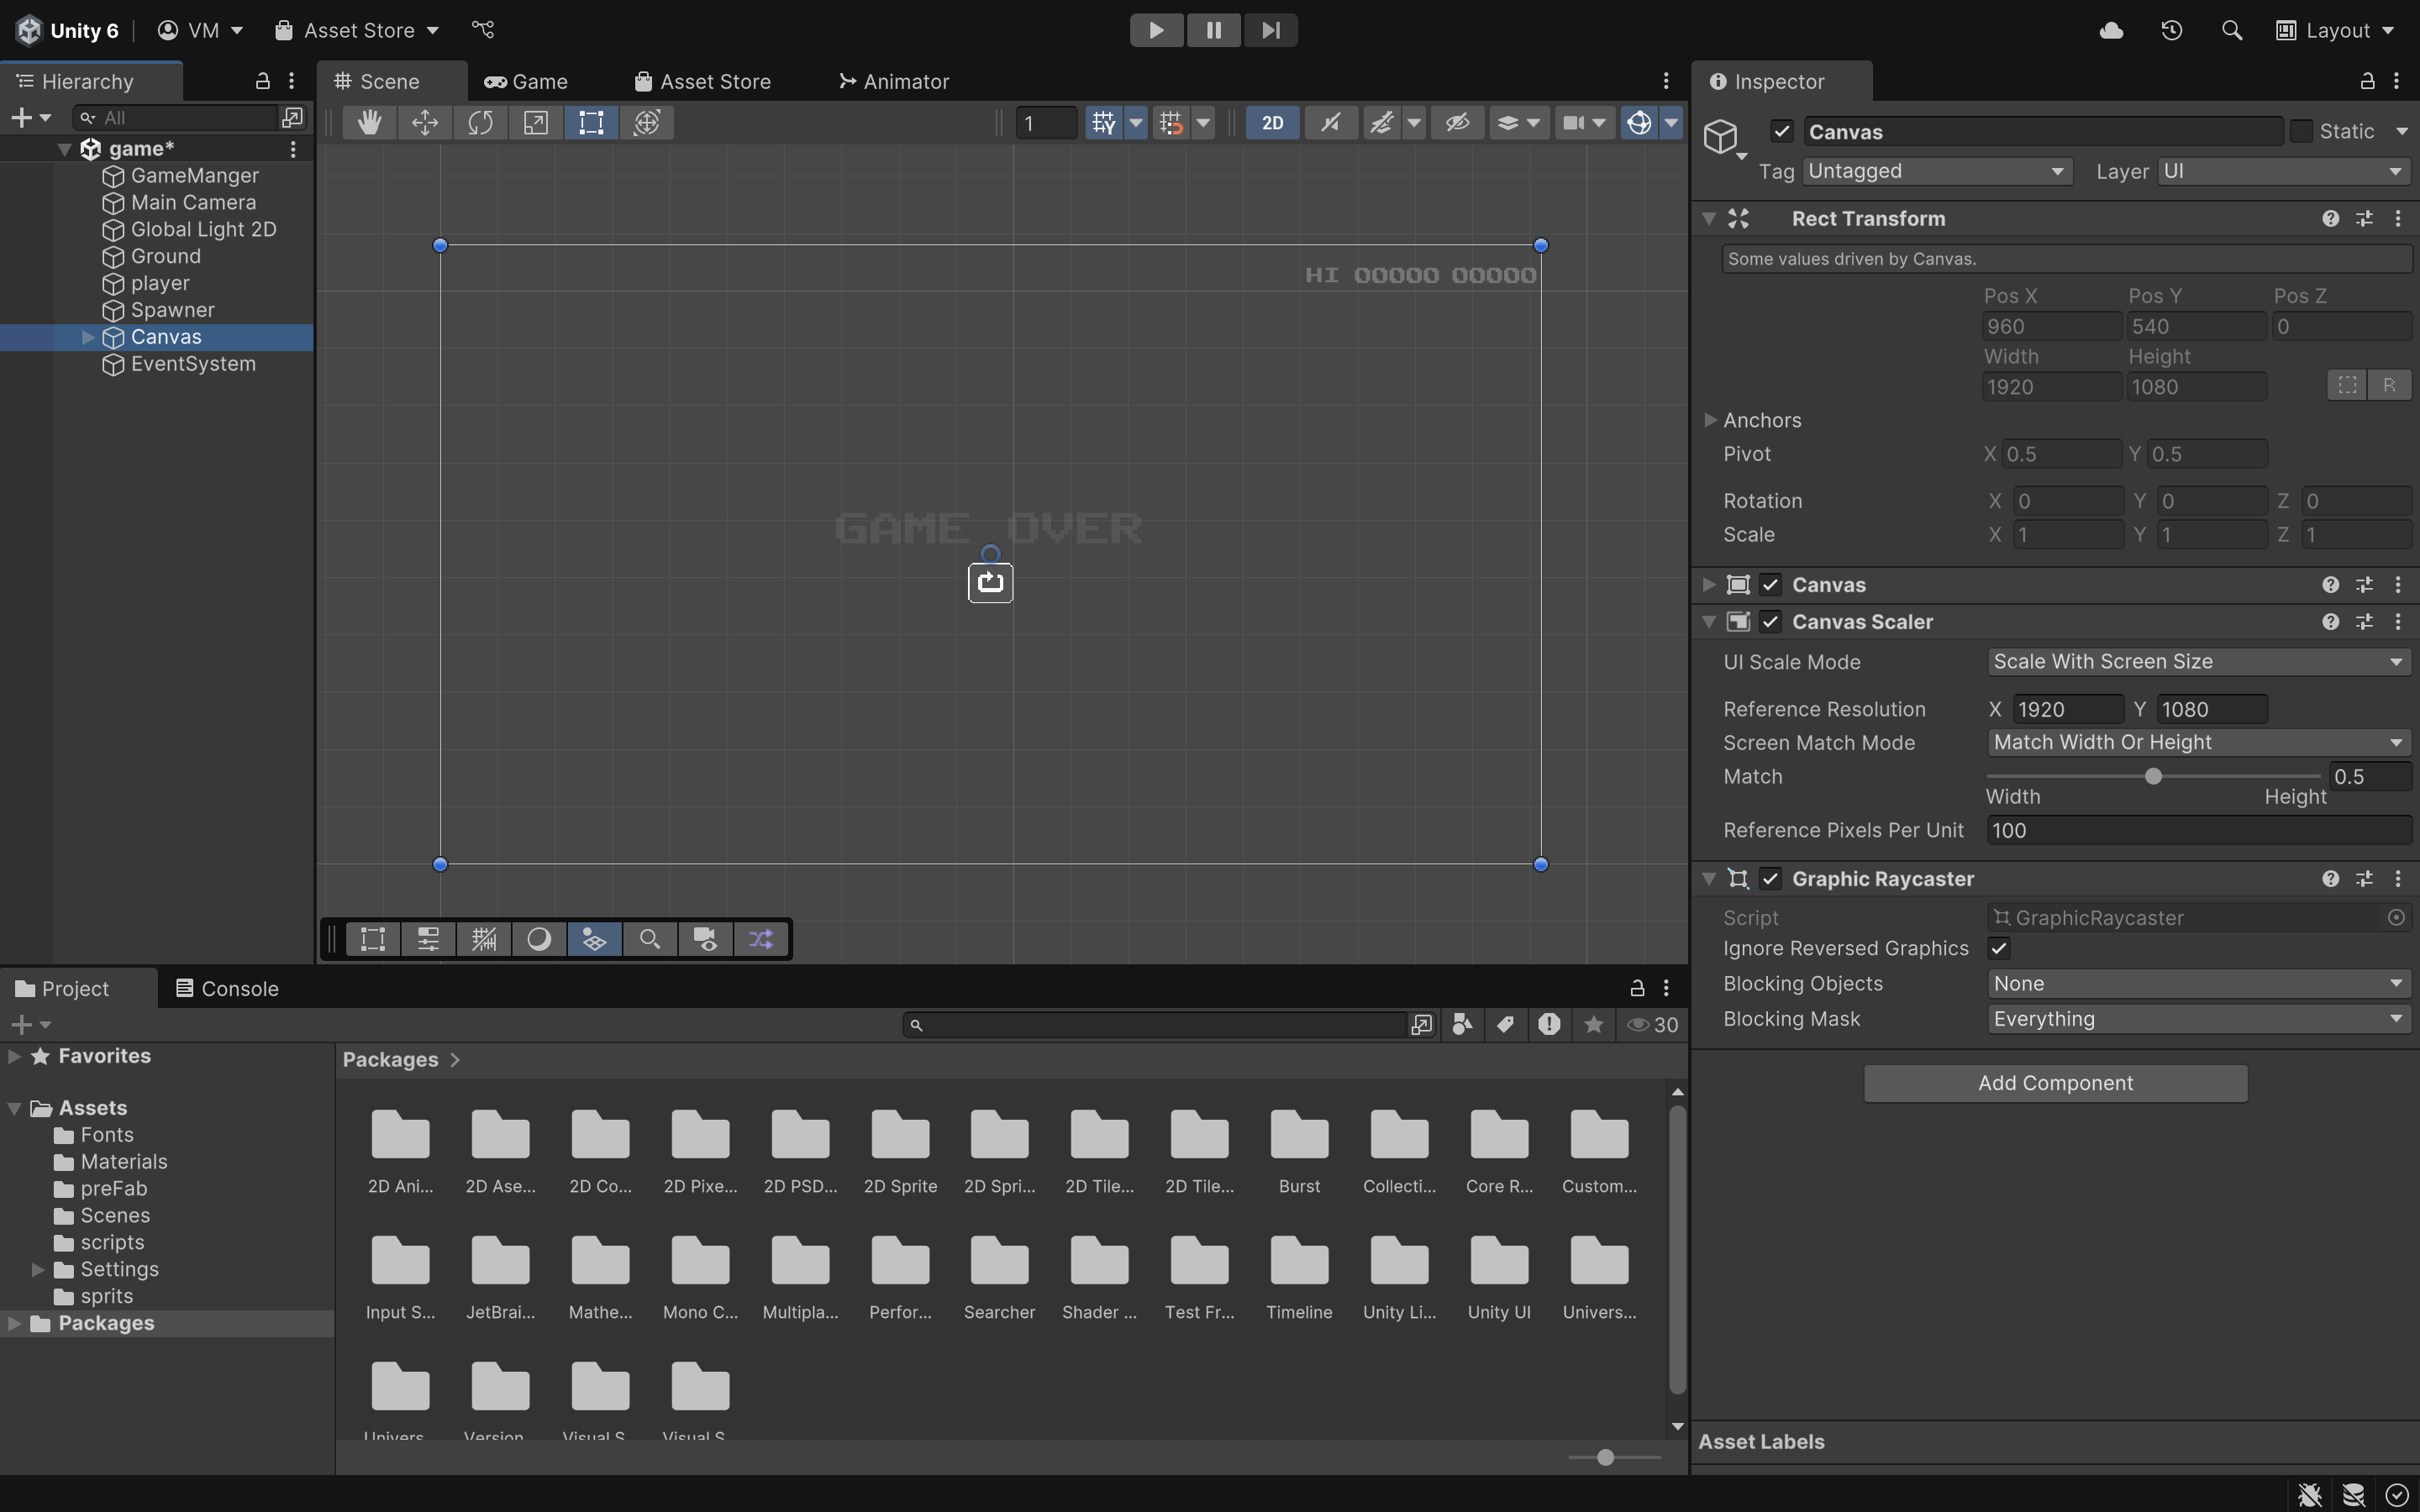 Unity 6 VM Asset Store Layout
Hierarchy
All
game*
GameManger
Main Camera
Global Light 2D
Ground
player
Spawner
Canvas
EventSystem
Scene Game Asset Store Animator
1 2D
HI 00000 00000
GAME OVER
Inspector
Canvas Static
Tag Untagged Layer UI
Rect Transform
Some values driven by Canvas.
Pos X Pos Y Pos Z
960 540 0
Width Height
1920 1080 R
Anchors
Pivot X 0.5 Y 0.5
Rotation X 0 Y 0 Z 0
Scale X 1 Y 1 Z 1
Canvas
Canvas Scaler
UI Scale Mode Scale With Screen Size
Reference Resolution X 1920 Y 1080
Screen Match Mode Match Width Or Height
Match 0.5
Width Height
Reference Pixels Per Unit 100
Graphic Raycaster
Script GraphicRaycaster
Ignore Reversed Graphics
Blocking Objects None
Blocking Mask Everything
Add Component
Asset Labels
Project Console
30
Favorites
Assets
Fonts
Materials
preFab
Scenes
scripts
Settings
sprits
Packages
Packages >
2D Ani... 2D Ase... 2D Co... 2D Pixe... 2D PSD... 2D Sprite 2D Spri... 2D Tile... 2D Tile... Burst Collecti... Core R... Custom...
Input S... JetBrai... Mathe... Mono C... Multipla... Perfor... Searcher Shader ... Test Fr... Timeline Unity Li... Unity UI Univers...
Univers... Version... Visual S... Visual S...